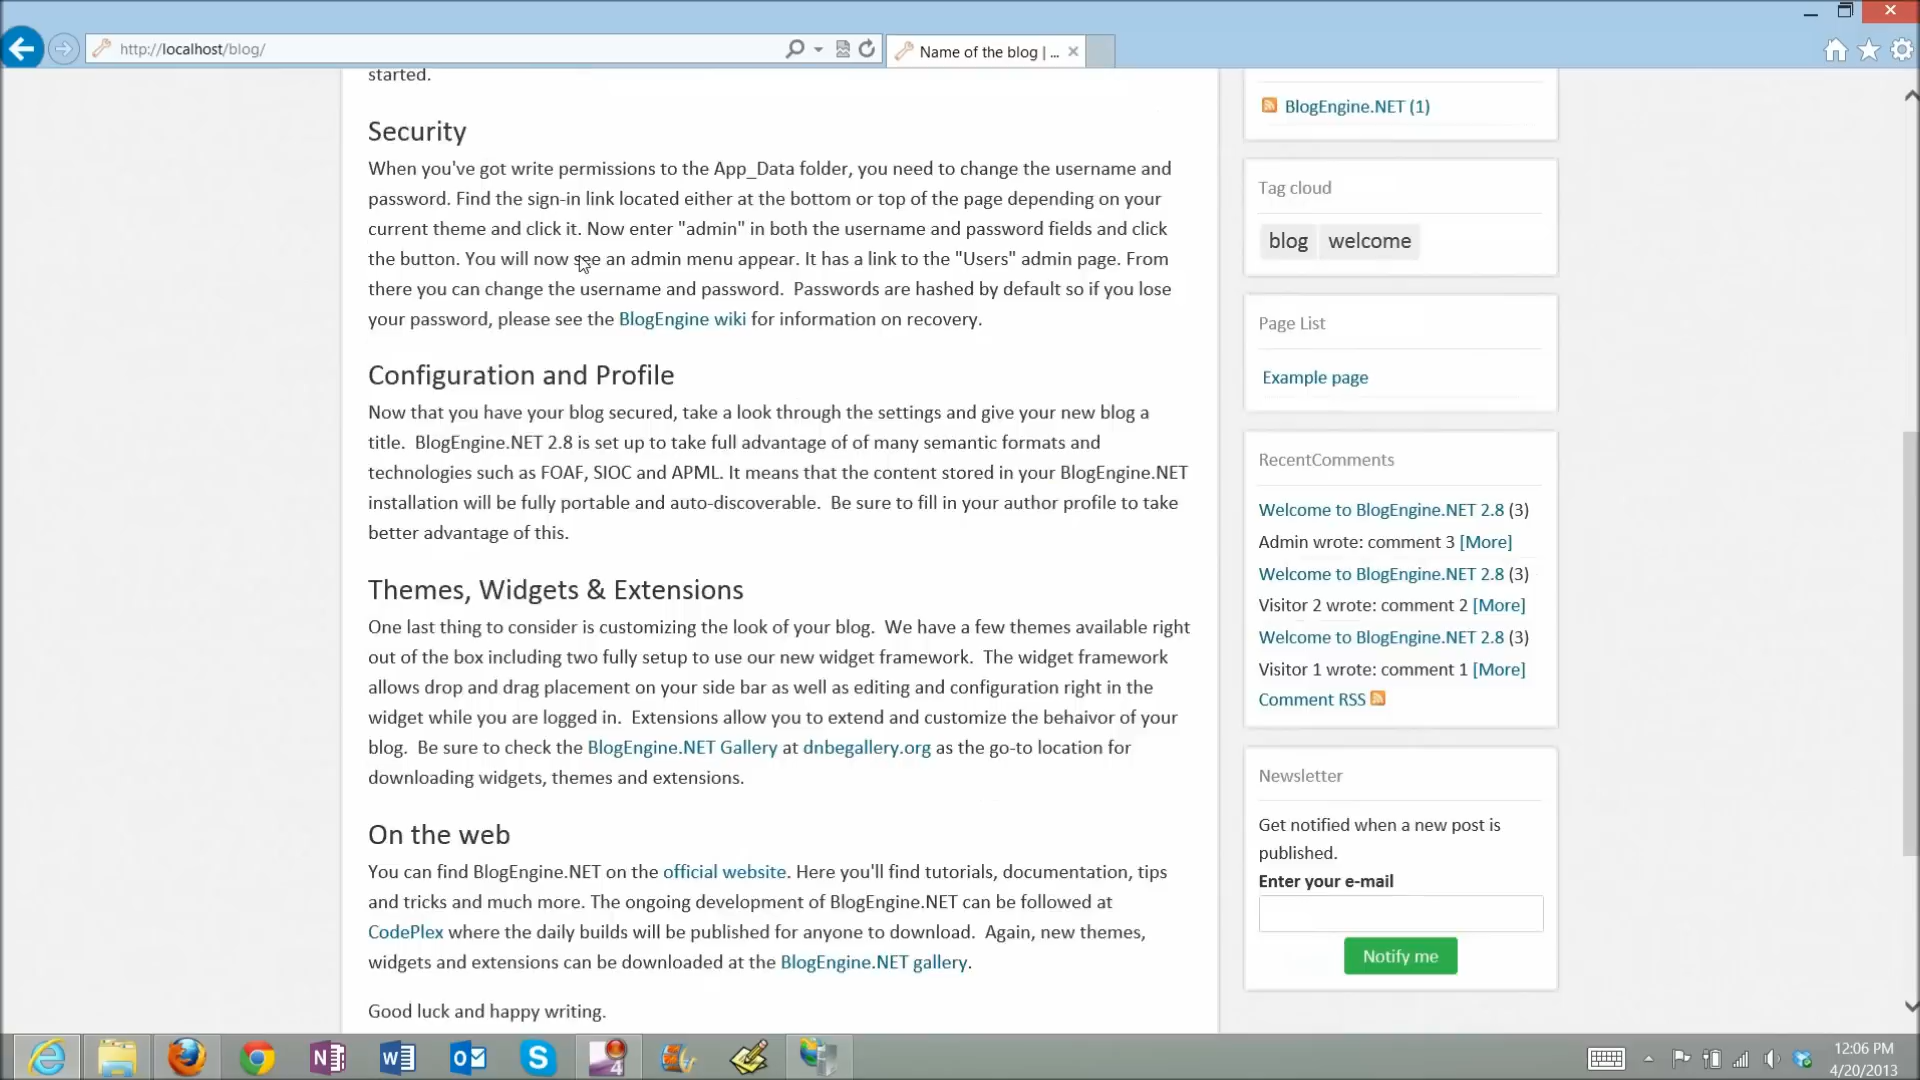 http://localhost/blog/
Name of the blog | ...
started.
Security
When you've got write permissions to the App_Data folder, you need to change the username and
password. Find the sign-in link located either at the bottom or top of the page depending on your
current theme and click it. Now enter "admin" in both the username and password fields and click
the button. You will now see an admin menu appear. It has a link to the "Users" admin page. From
there you can change the username and password.  Passwords are hashed by default so if you lose
your password, please see the BlogEngine wiki for information on recovery.
Configuration and Profile
Now that you have your blog secured, take a look through the settings and give your new blog a
title.  BlogEngine.NET 2.8 is set up to take full advantage of of many semantic formats and
technologies such as FOAF, SIOC and APML. It means that the content stored in your BlogEngine.NET
installation will be fully portable and auto-discoverable.  Be sure to fill in your author profile to take
better advantage of this.
Themes, Widgets & Extensions
One last thing to consider is customizing the look of your blog.  We have a few themes available right
out of the box including two fully setup to use our new widget framework.  The widget framework
allows drop and drag placement on your side bar as well as editing and configuration right in the
widget while you are logged in.  Extensions allow you to extend and customize the behaivor of your
blog.  Be sure to check the BlogEngine.NET Gallery at dnbegallery.org as the go-to location for
downloading widgets, themes and extensions.
On the web
You can find BlogEngine.NET on the official website. Here you'll find tutorials, documentation, tips
and tricks and much more. The ongoing development of BlogEngine.NET can be followed at
CodePlex where the daily builds will be published for anyone to download.  Again, new themes,
widgets and extensions can be downloaded at the BlogEngine.NET gallery.
Good luck and happy writing.
BlogEngine.NET (1)
Tag cloud
blog welcome
Page List
Example page
RecentComments
Welcome to BlogEngine.NET 2.8 (3)
Admin wrote: comment 3 [More]
Welcome to BlogEngine.NET 2.8 (3)
Visitor 2 wrote: comment 2 [More]
Welcome to BlogEngine.NET 2.8 (3)
Visitor 1 wrote: comment 1 [More]
Comment RSS
Newsletter
Get notified when a new post is
published.
Enter your e-mail
Notify me
12:06 PM
4/20/2013